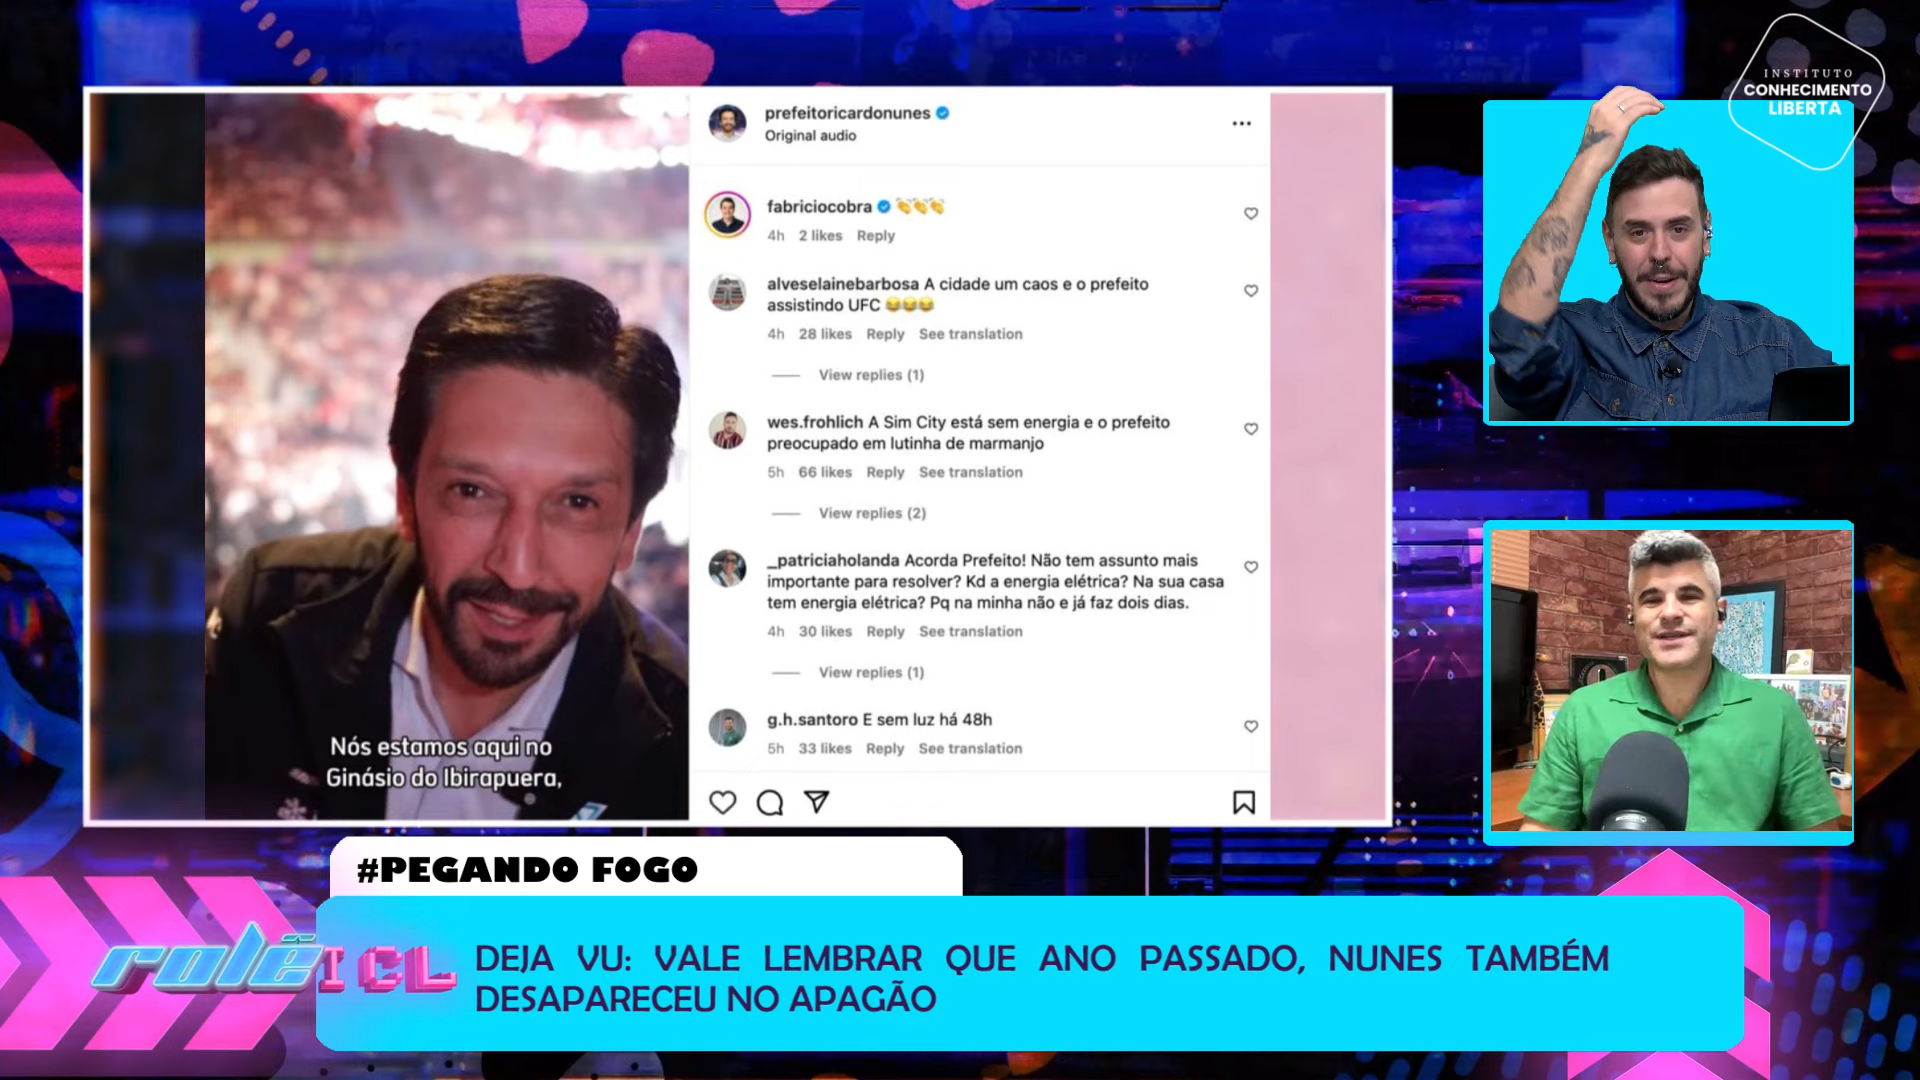 INSTITUTO
CONHECIMENTO
LIBERTA
prefeitoricardonunes
Original audio
fabriciocobra 👏👏👏
4h 2 likes Reply
alveselainebarbosa A cidade um caos e o prefeito
assistindo UFC 😂😂😂
4h 28 likes Reply See translation
View replies (1)
wes.frohlich A Sim City está sem energia e o prefeito
preocupado em lutinha de marmanjo
5h 66 likes Reply See translation
View replies (2)
_patriciaholanda Acorda Prefeito! Não tem assunto mais
importante para resolver? Kd a energia elétrica? Na sua casa
tem energia elétrica? Pq na minha não e já faz dois dias.
4h 30 likes Reply See translation
View replies (1)
g.h.santoro E sem luz há 48h
5h 33 likes Reply See translation
Nós estamos aqui no
Ginásio do Ibirapuera,
#PEGANDO FOGO
rolê ICL
DEJA VU: VALE LEMBRAR QUE ANO PASSADO, NUNES TAMBÉM
DESAPARECEU NO APAGÃO